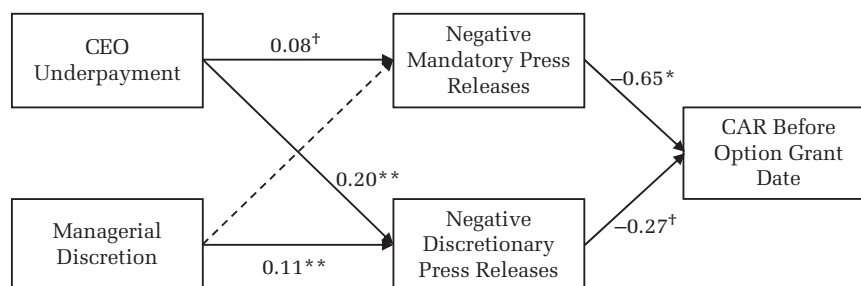 CEO
Underpayment
0.08†
Negative
Mandatory Press
Releases
–0.65*
CAR Before
Option Grant
Date
0.20**
Managerial
Discretion
0.11**
Negative
Discretionary
Press Releases
–0.27†